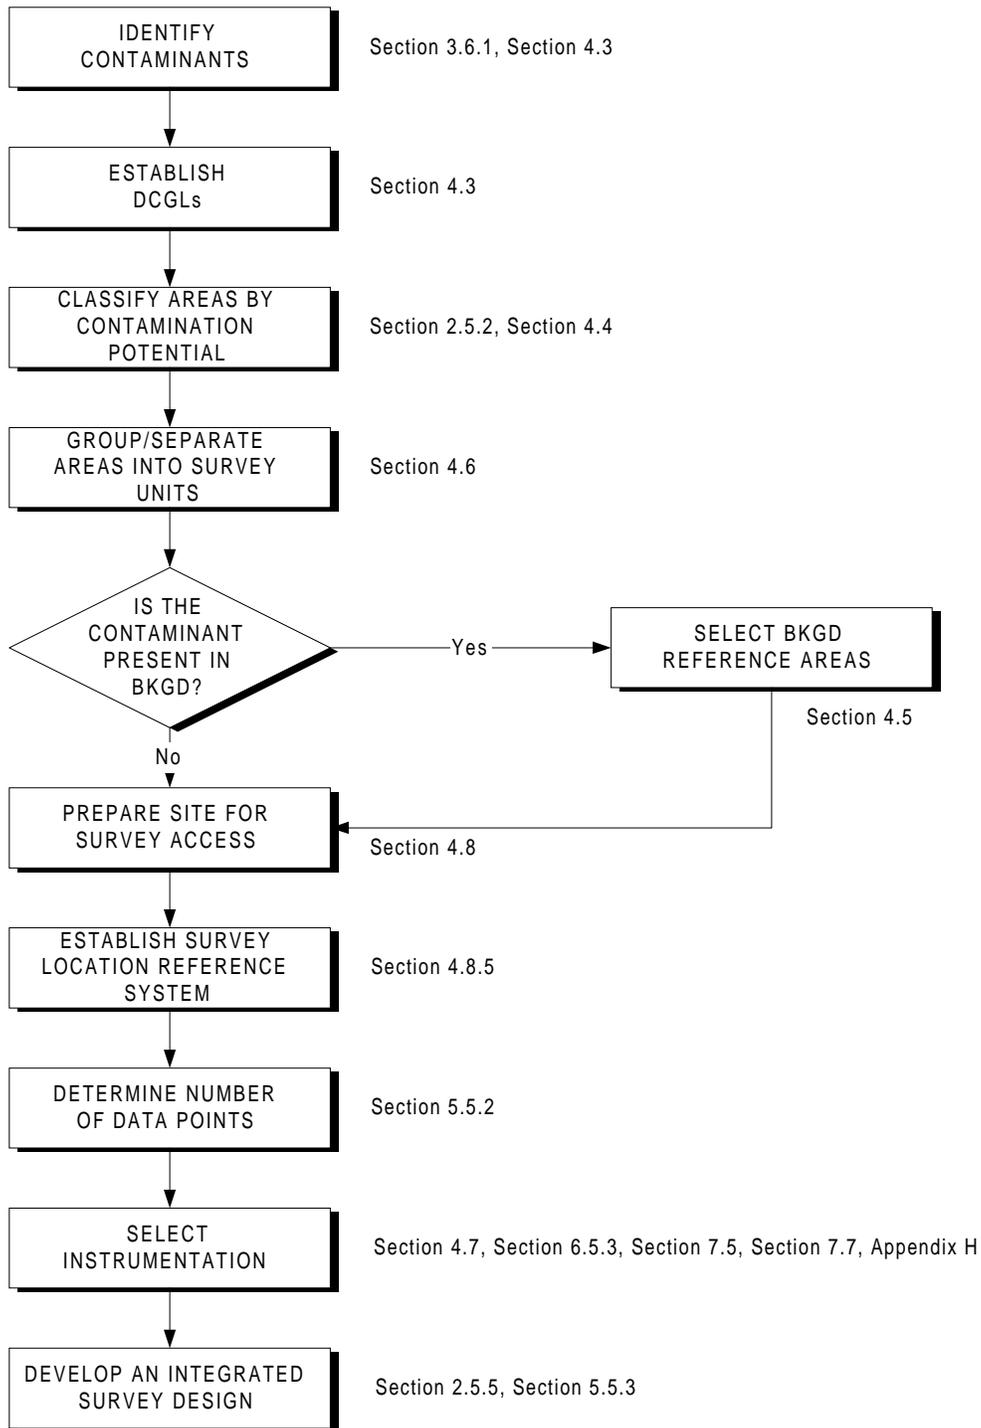 IDENTIFY
CONTAMINANTS
Section 3.6.1, Section 4.3
ESTABLISH
DCGLs
Section 4.3
CLASSIFY AREAS BY
CONTAMINATION
POTENTIAL
Section 2.5.2, Section 4.4
GROUP/SEPARATE
AREAS INTO SURVEY
UNITS
Section 4.6
IS THE
CONTAMINANT
PRESENT IN
BKGD?
Yes
SELECT BKGD
REFERENCE AREAS
Section 4.5
No
PREPARE SITE FOR
SURVEY ACCESS
Section 4.8
ESTABLISH SURVEY
LOCATION REFERENCE
SYSTEM
Section 4.8.5
DETERMINE NUMBER
OF DATA POINTS
Section 5.5.2
SELECT
INSTRUMENTATION
Section 4.7, Section 6.5.3, Section 7.5, Section 7.7, Appendix H
DEVELOP AN INTEGRATED
SURVEY DESIGN
Section 2.5.5, Section 5.5.3